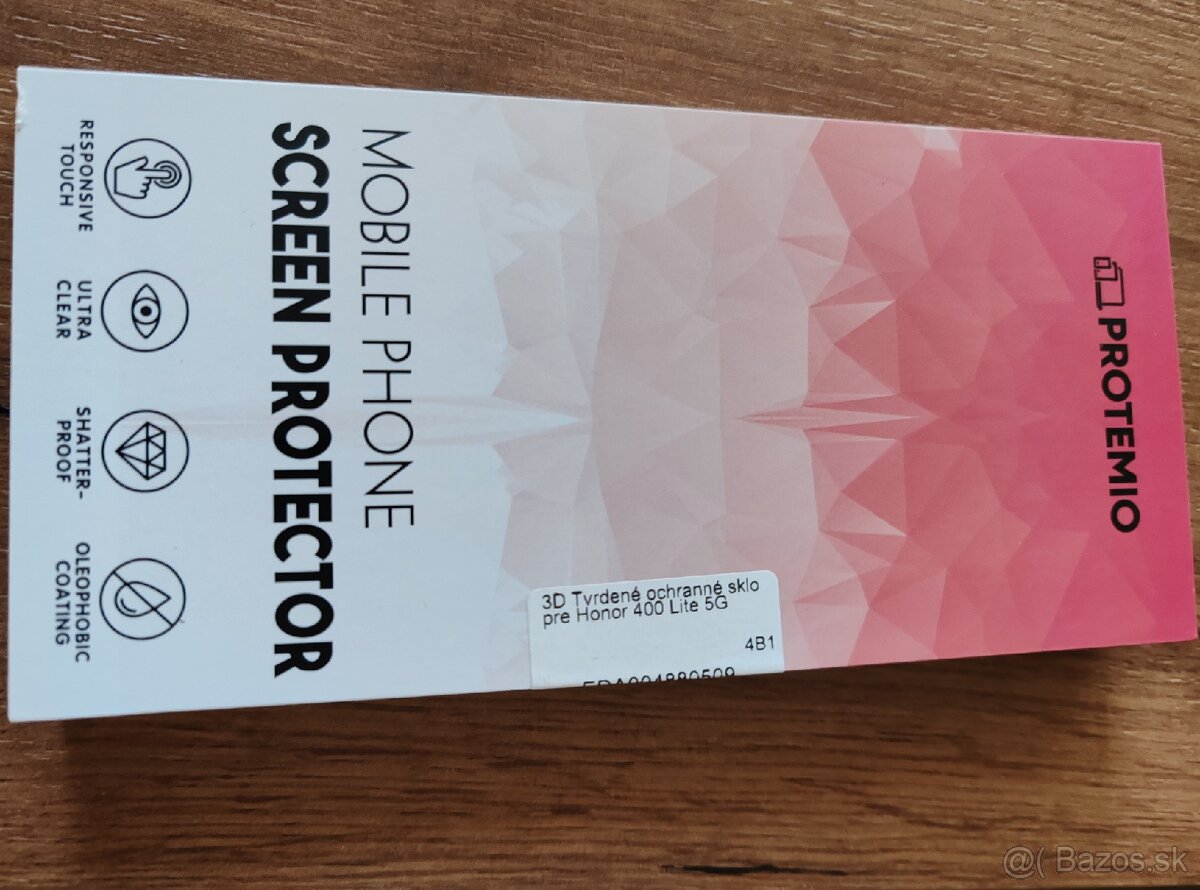 PROTEMIO
MOBILE PHONE
SCREEN PROTECTOR
RESPONSIVE
TOUCH
ULTRA
CLEAR
SHATTER-
PROOF
OLEOPHOBIC
COATING
3D Tvrdené ochranné sklo
pre Honor 400 Lite 5G
4B1
@( Bazos.sk